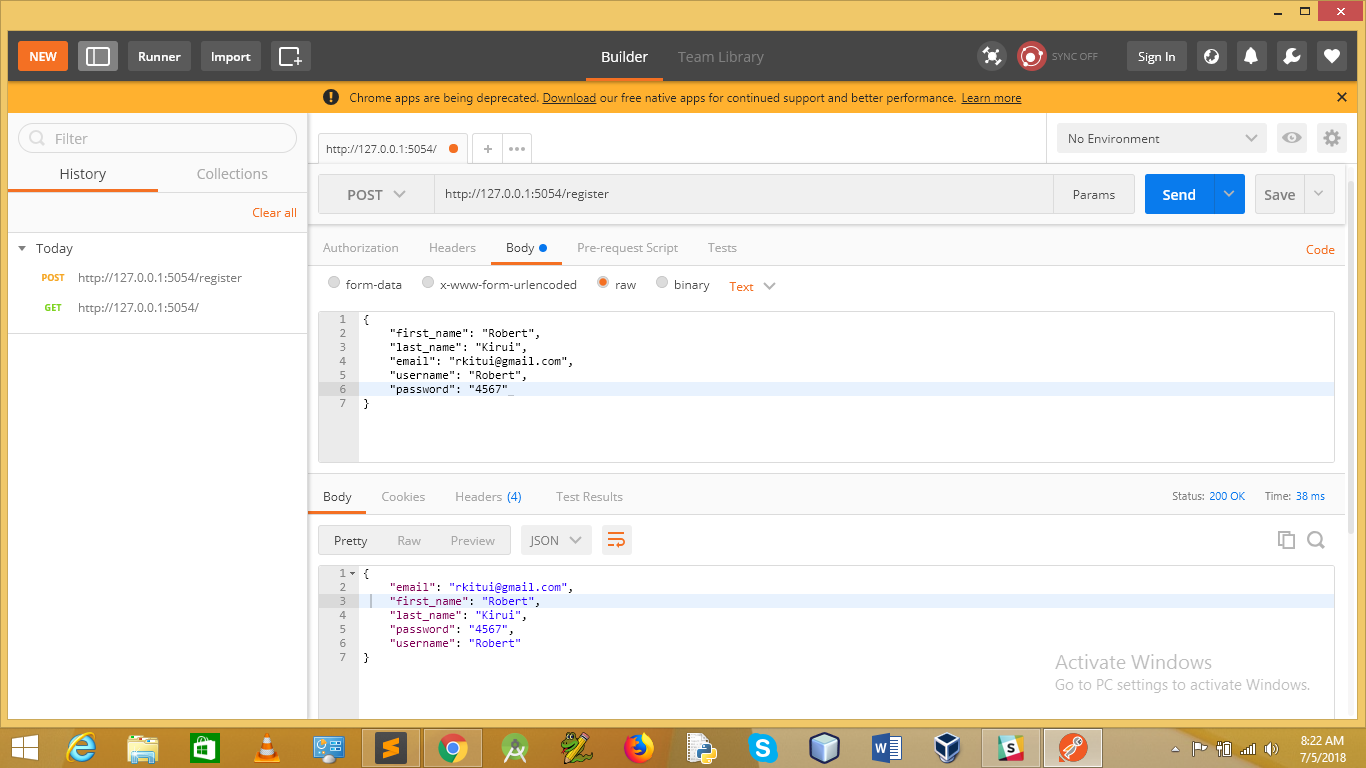 NEW Runner Import Builder Team Library SYNC OFF Sign In
! Chrome apps are being deprecated. Download our free native apps for continued support and better performance. Learn more
Filter
History Collections
Clear all
Today
POST http://127.0.0.1:5054/register
GET http://127.0.0.1:5054/
http://127.0.0.1:5054/ No Environment
POST http://127.0.0.1:5054/register Params Send Save
Authorization Headers Body Pre-request Script Tests Code
form-data x-www-form-urlencoded raw binary Text
1 {
2 "first_name": "Robert",
3 "last_name": "Kirui",
4 "email": "rkitui@gmail.com",
5 "username": "Robert",
6 "password": "4567"
7 }
Body Cookies Headers (4) Test Results Status: 200 OK Time: 38 ms
Pretty Raw Preview JSON
1 {
2 "email": "rkitui@gmail.com",
3 "first_name": "Robert",
4 "last_name": "Kirui",
5 "password": "4567",
6 "username": "Robert"
7 }
Activate Windows
Go to PC settings to activate Windows.
8:22 AM
7/5/2018